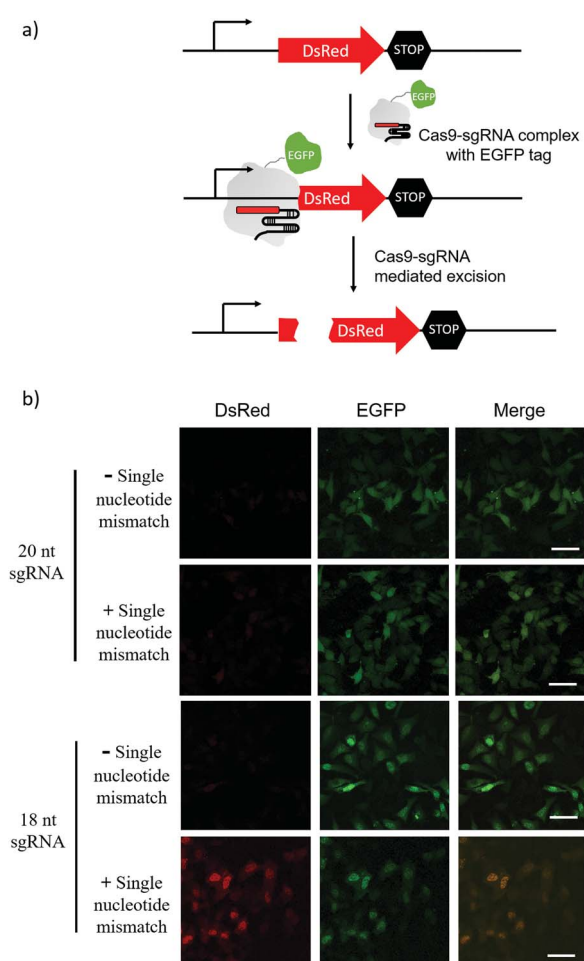 a)
DsRed
STOP
EGFP
Cas9-sgRNA complex
with EGFP tag
EGFP
DsRed
STOP
Cas9-sgRNA
mediated excision
DsRed
STOP
b)
DsRed EGFP Merge
20 nt
sgRNA
- Single
nucleotide
mismatch
+ Single
nucleotide
mismatch
18 nt
sgRNA
- Single
nucleotide
mismatch
+ Single
nucleotide
mismatch